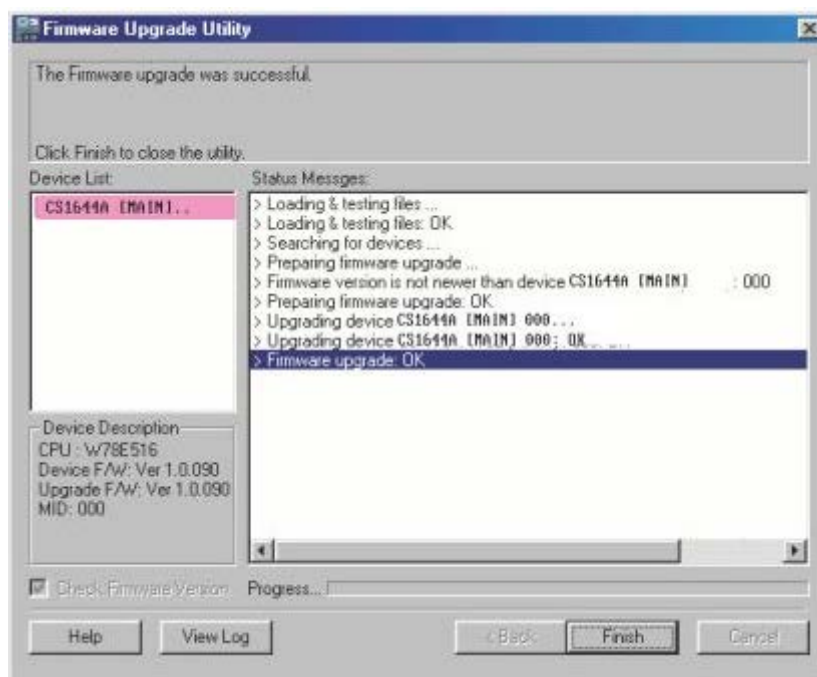 Firmware Upgrade Utility
The Firmware upgrade was successful.
Click Finish to close the utility.
Device List:
CS1644A [MAIN]..
Status Messges:
> Loading & testing files ...
> Loading & testing files: OK
> Searching for devices ...
> Preparing firmware upgrade ...
> Firmware version is not newer than device CS1644A [MAIN] : 000
> Preparing firmware upgrade: OK
> Upgrading device CS1644A [MAIN] 000...
> Upgrading device CS1644A [MAIN] 000; OK
> Firmware upgrade: OK
Device Description
CPU : W78E516
Device F/W: Ver 1.0.090
Upgrade F/W: Ver 1.0.090
MID: 000
Check Firmware Version
Progress...
Help
View Log
< Back
Finish
Cancel